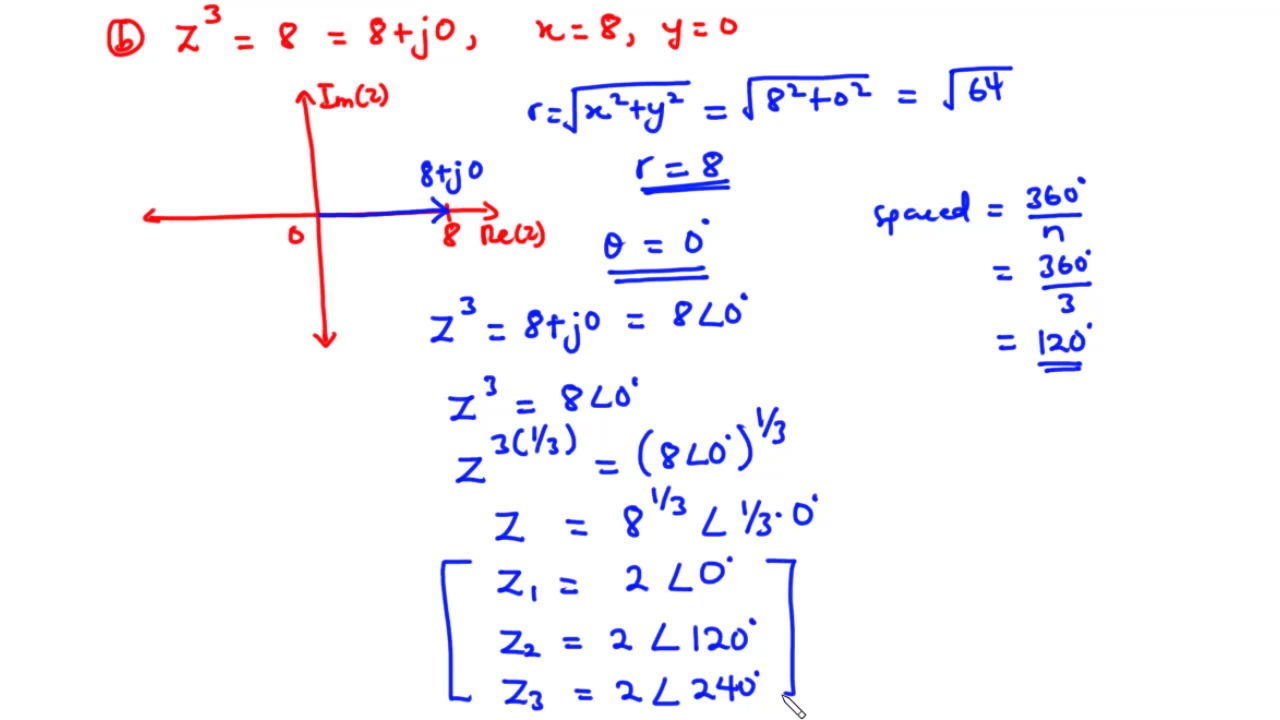 ⓑ z³ = 8 = 8+j0, x=8, y=0
Im(z)
r=√(x²+y²) = √(8²+0²) = √64
r = 8
8+j0
0
8
Re(z)
θ = 0°
spaced = 360°/n
= 360°/3
= 120°
z³ = 8+j0 = 8∠0°
z³ = 8∠0°
z^3(1/3) = (8∠0°)^1/3
z = 8^1/3 ∠ 1/3·0°
z₁ = 2∠0°
z₂ = 2∠120°
z₃ = 2∠240°